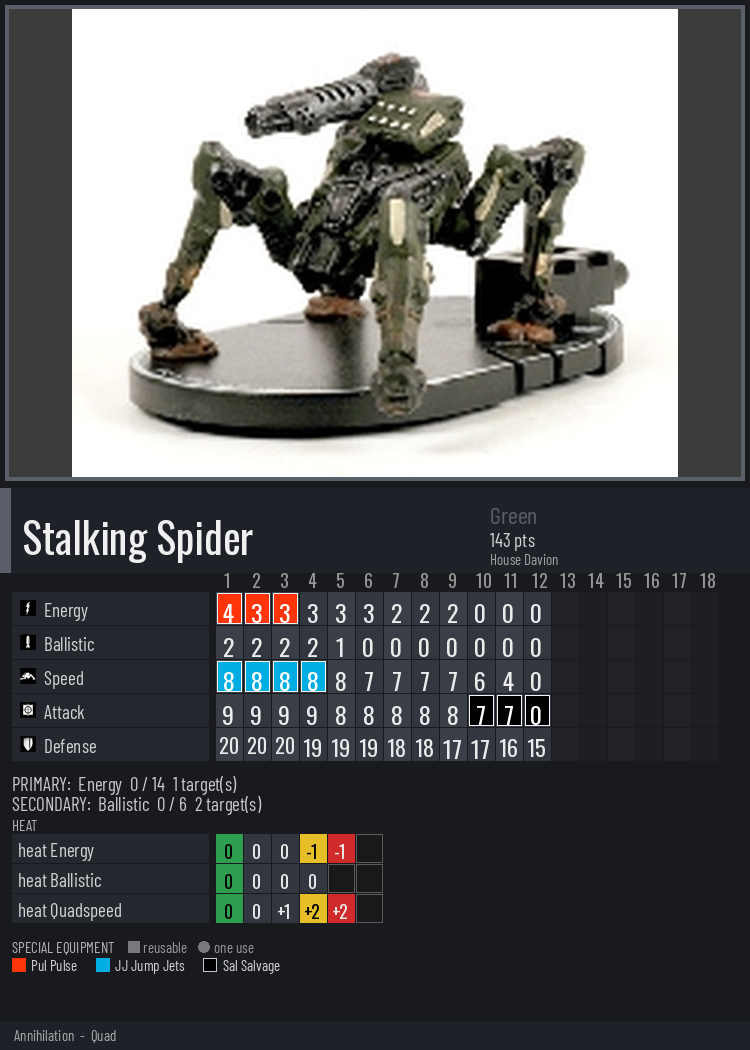 Stalking Spider
Green
143 pts
House Davion
1 2 3 4 5 6 7 8 9 10 11 12 13 14 15 16 17 18
Energy 4 3 3 3 3 3 2 2 2 0 0 0
Ballistic 2 2 2 2 1 0 0 0 0 0 0 0
Speed 8 8 8 8 8 7 7 7 7 6 4 0
Attack 9 9 9 9 8 8 8 8 8 7 7 0
Defense 20 20 20 19 19 19 18 18 17 17 16 15
PRIMARY: Energy 0 / 14 1 target(s)
SECONDARY: Ballistic 0 / 6 2 target(s)
HEAT
heat Energy 0 0 0 -1 -1
heat Ballistic 0 0 0 0
heat Quadspeed 0 0 +1 +2 +2
SPECIAL EQUIPMENT reusable one use
Pul Pulse JJ Jump Jets Sal Salvage
Annihilation - Quad